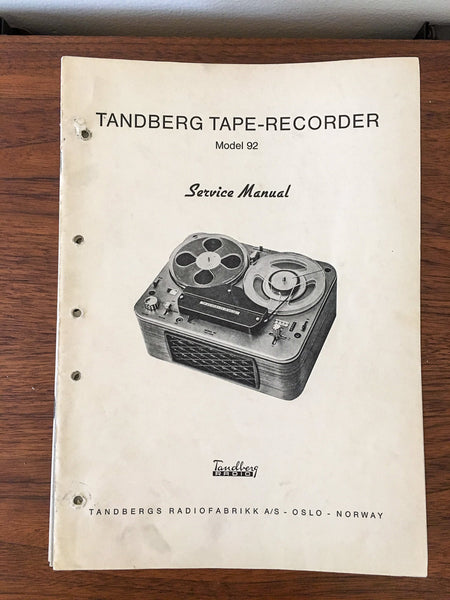 TANDBERG TAPE-RECORDER
Model 92
Service Manual
Tandberg
RADIO
TANDBERGS RADIOFABRIKK A/S - OSLO - NORWAY